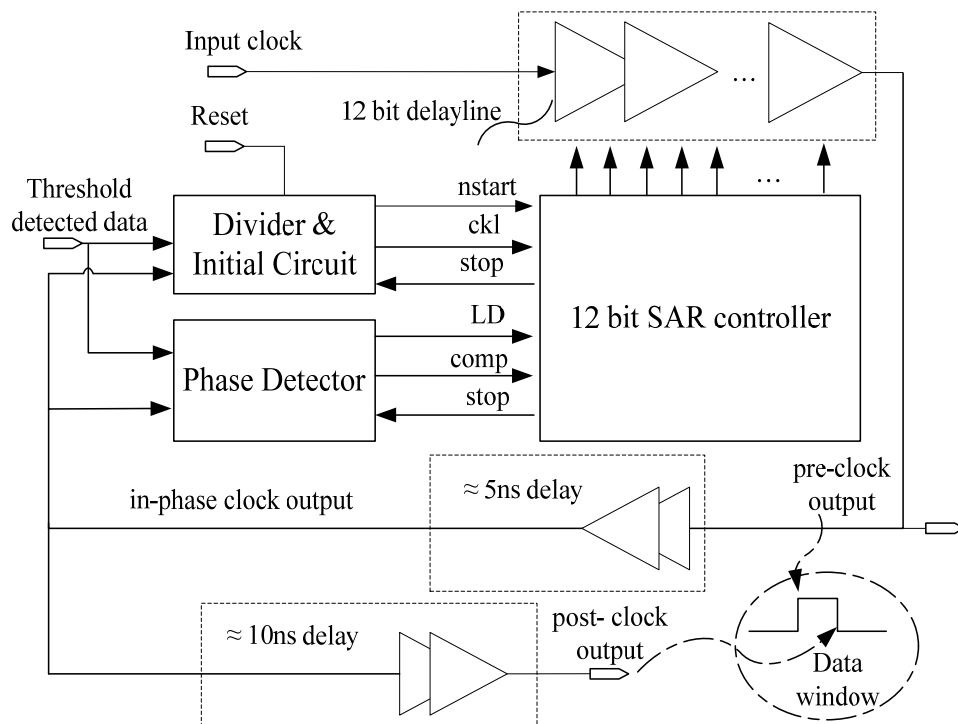 Input clock
12 bit delayline
...
Reset
...
Threshold
detected data
Divider &
Initial Circuit
nstart
ckl
stop
12 bit SAR controller
Phase Detector
LD
comp
stop
in-phase clock output
≈ 5ns delay
pre-clock
output
≈ 10ns delay
post- clock
output
Data
window